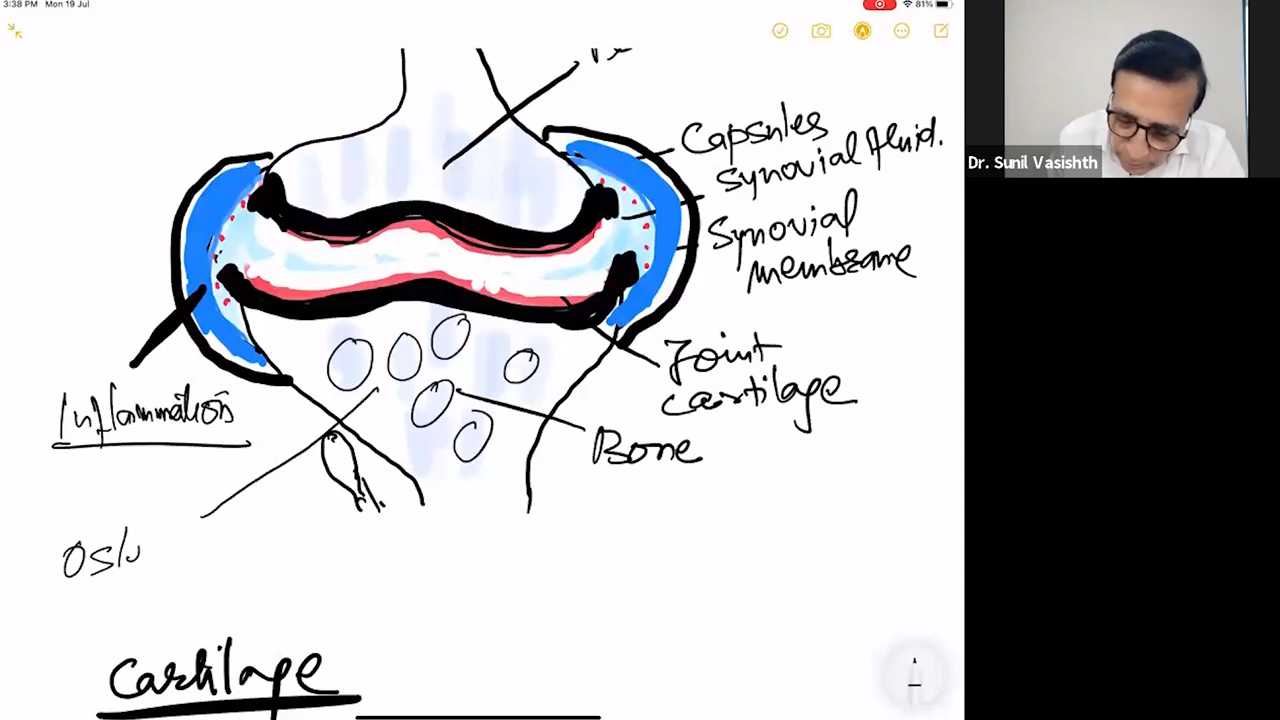 3:38 PM Mon 19 Jul
81%
Capsules
Synovial fluid.
Synovial
membrane
Dr. Sunil Vasishth
Joint
cartilage
Inflammation
Bone
Cartilage